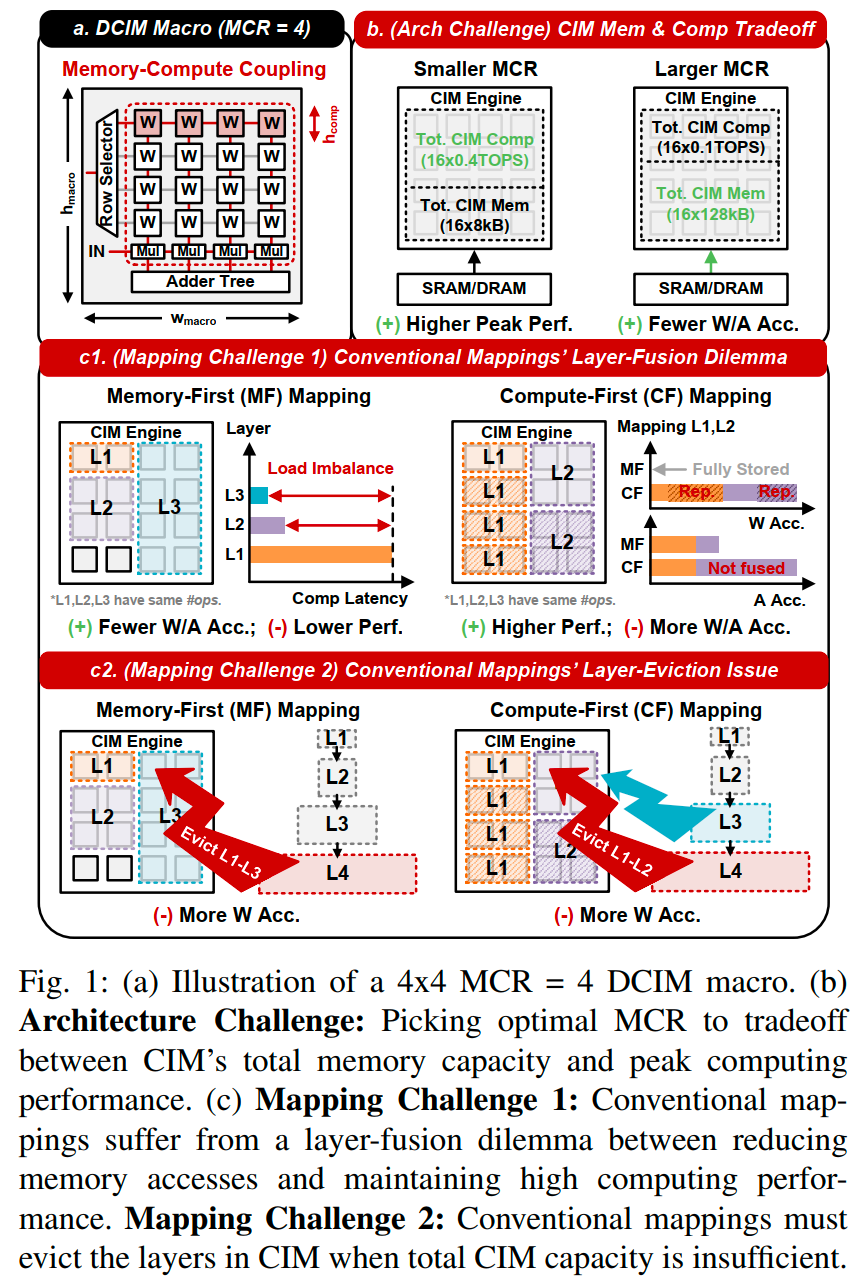 a. DCIM Macro (MCR = 4)
Memory-Compute Coupling
h_macro
Row Selector
W W W W
W W W W
W W W W
W W W W
h_comp
IN
Mul Mul Mul Mul
Adder Tree
w_macro
b. (Arch Challenge) CIM Mem & Comp Tradeoff
Smaller MCR
CIM Engine
Tot. CIM Comp
(16x0.4TOPS)
Tot. CIM Mem
(16x8kB)
SRAM/DRAM
(+) Higher Peak Perf.
Larger MCR
CIM Engine
Tot. CIM Comp
(16x0.1TOPS)
Tot. CIM Mem
(16x128kB)
SRAM/DRAM
(+) Fewer W/A Acc.
c1. (Mapping Challenge 1) Conventional Mappings' Layer-Fusion Dilemma
Memory-First (MF) Mapping
CIM Engine
L1
L2
L3
Layer
Load Imbalance
L3
L2
L1
Comp Latency
*L1,L2,L3 have same #ops.
(+) Fewer W/A Acc.; (-) Lower Perf.
Compute-First (CF) Mapping
CIM Engine
L1
L1
L1
L1
L2
L2
Mapping L1,L2
MF
Fully Stored
CF
Rep.
Rep.
W Acc.
MF
CF
Not fused
A Acc.
*L1,L2,L3 have same #ops.
(+) Higher Perf.; (-) More W/A Acc.
c2. (Mapping Challenge 2) Conventional Mappings' Layer-Eviction Issue
Memory-First (MF) Mapping
CIM Engine
L1
L2
L3
Evict L1-L3
L1
L2
L3
L4
(-) More W Acc.
Compute-First (CF) Mapping
CIM Engine
L1
L1
L1
L1
L2
Evict L1-L2
L1
L2
L3
L4
(-) More W Acc.
Fig. 1: (a) Illustration of a 4x4 MCR = 4 DCIM macro. (b)
Architecture Challenge: Picking optimal MCR to tradeoff
between CIM's total memory capacity and peak computing
performance. (c) Mapping Challenge 1: Conventional map-
pings suffer from a layer-fusion dilemma between reducing
memory accesses and maintaining high computing perfor-
mance. Mapping Challenge 2: Conventional mappings must
evict the layers in CIM when total CIM capacity is insufficient.